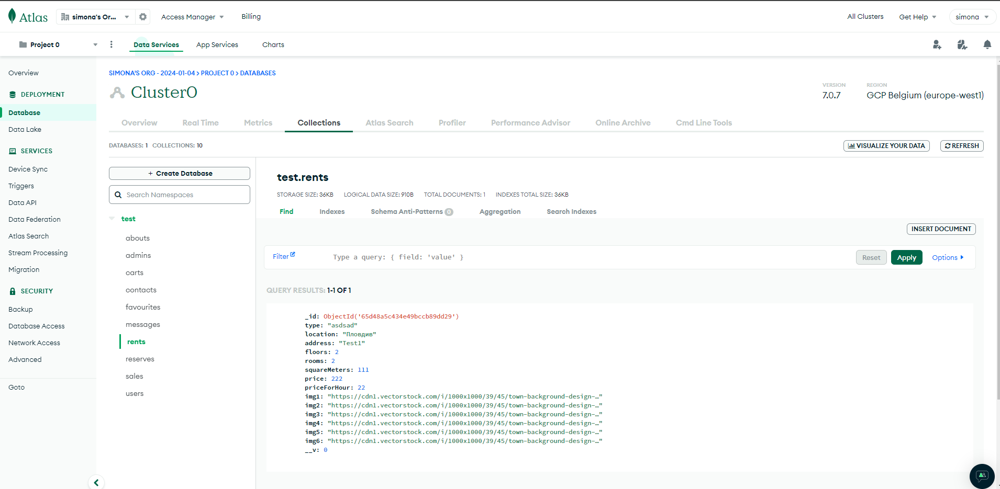 Atlas
simona's Or...
Access Manager
Billing
All Clusters
Get Help
simona
Project 0
Data Services
App Services
Charts
Overview
DEPLOYMENT
Database
Data Lake
SERVICES
Device Sync
Triggers
Data API
Data Federation
Atlas Search
Stream Processing
Migration
SECURITY
Backup
Database Access
Network Access
Advanced
Goto
SIMONA'S ORG - 2024-01-04 > PROJECT 0 > DATABASES
Cluster0
VERSION
7.0.7
REGION
GCP Belgium (europe-west1)
Overview
Real Time
Metrics
Collections
Atlas Search
Profiler
Performance Advisor
Online Archive
Cmd Line Tools
DATABASES: 1 COLLECTIONS: 10
VISUALIZE YOUR DATA
REFRESH
+ Create Database
Search Namespaces
test
abouts
admins
carts
contacts
favourites
messages
rents
reserves
sales
users
test.rents
STORAGE SIZE: 36KB LOGICAL DATA SIZE: 910B TOTAL DOCUMENTS: 1 INDEXES TOTAL SIZE: 36KB
Find
Indexes
Schema Anti-Patterns 0
Aggregation
Search Indexes
INSERT DOCUMENT
Filter
Type a query: { field: 'value' }
Reset
Apply
Options
QUERY RESULTS: 1-1 OF 1
_id: ObjectId('65d48a5c434e49bccb89dd29')
type: "asdsad"
location: "Пловдив"
address: "Test1"
floors: 2
rooms: 2
squareMeters: 111
price: 222
priceForHour: 22
img1: "https://cdn1.vectorstock.com/i/1000x1000/39/45/town-background-design-…"
img2: "https://cdn1.vectorstock.com/i/1000x1000/39/45/town-background-design-…"
img3: "https://cdn1.vectorstock.com/i/1000x1000/39/45/town-background-design-…"
img4: "https://cdn1.vectorstock.com/i/1000x1000/39/45/town-background-design-…"
img5: "https://cdn1.vectorstock.com/i/1000x1000/39/45/town-background-design-…"
img6: "https://cdn1.vectorstock.com/i/1000x1000/39/45/town-background-design-…"
__v: 0